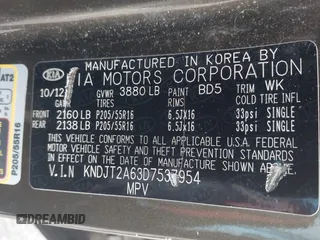 MANUFACTURED IN KOREA BY
KIA MOTORS CORPORATION
10/12 GVWR 3880 LB PAINT BD5 TRIM WK
GAWR TIRES RIMS COLD TIRE INFL
2160 LB P205/55R16 6.5JX16 33psi SINGLE
2138 LB P205/55R16 6.5JX16 33psi SINGLE
THIS VEHICLE CONFORMS TO ALL APPLICABLE
FEDERAL MOTOR VEHICLE SAFETY, BUMPER, AND
THEFT PREVENTION STANDARDS IN EFFECT ON THE
DATE OF MANUFACTURE SHOWN ABOVE.
V.I.N KNDJT2A63D7537954
MPV
P205/55R16
DREAMBID